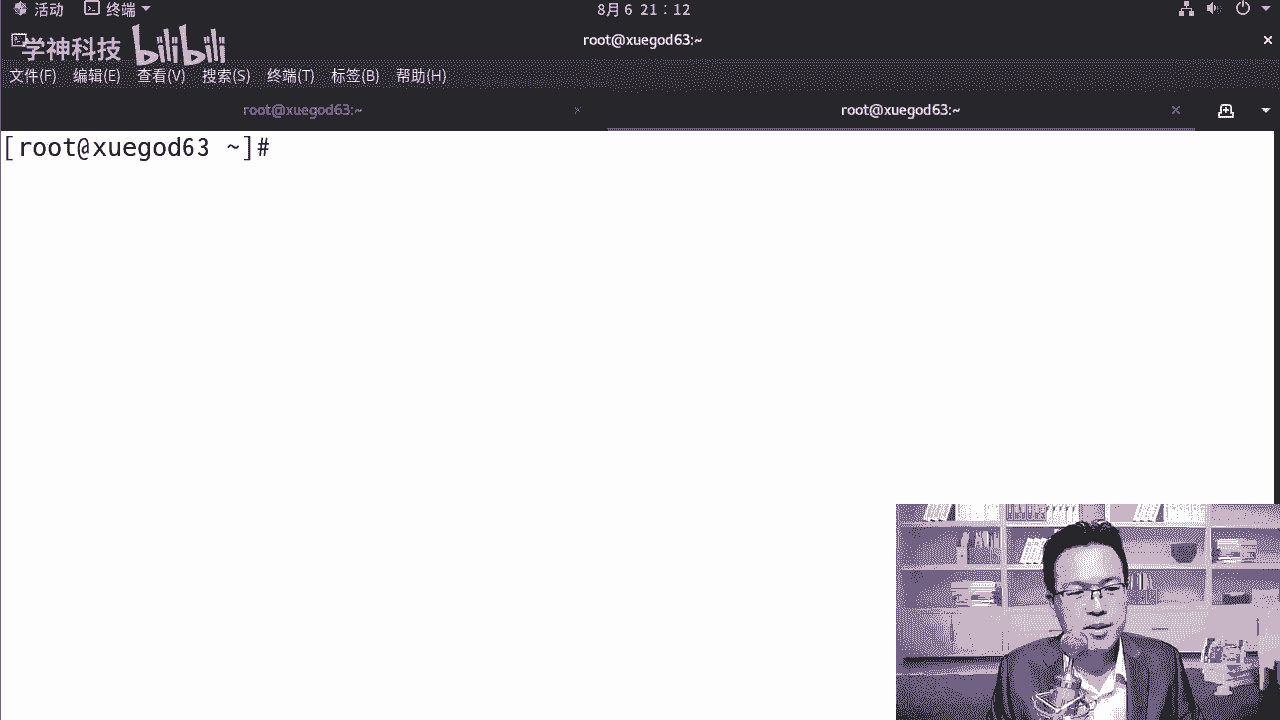 活动 终端 8月 6 21：12
学神科技 bilibili root@xuegod63:~
文件(F) 编辑(E) 查看(V) 搜索(S) 终端(T) 标签(B) 帮助(H)
root@xuegod63:~ root@xuegod63:~
[root@xuegod63 ~]#